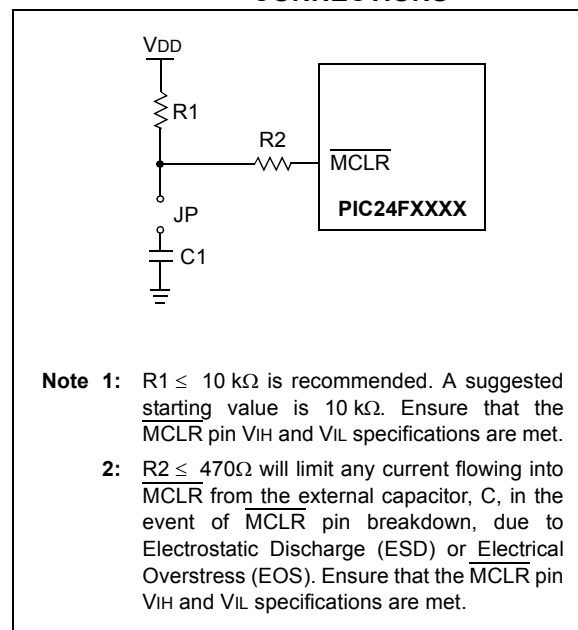 VDD
R1
R2
MCLR
PIC24FXXXX
JP
C1
Note 1: R1 ≤ 10 kΩ is recommended. A suggested
starting value is 10 kΩ. Ensure that the
MCLR pin VIH and VIL specifications are met.
2: R2 ≤ 470Ω will limit any current flowing into
MCLR from the external capacitor, C, in the
event of MCLR pin breakdown, due to
Electrostatic Discharge (ESD) or Electrical
Overstress (EOS). Ensure that the MCLR pin
VIH and VIL specifications are met.